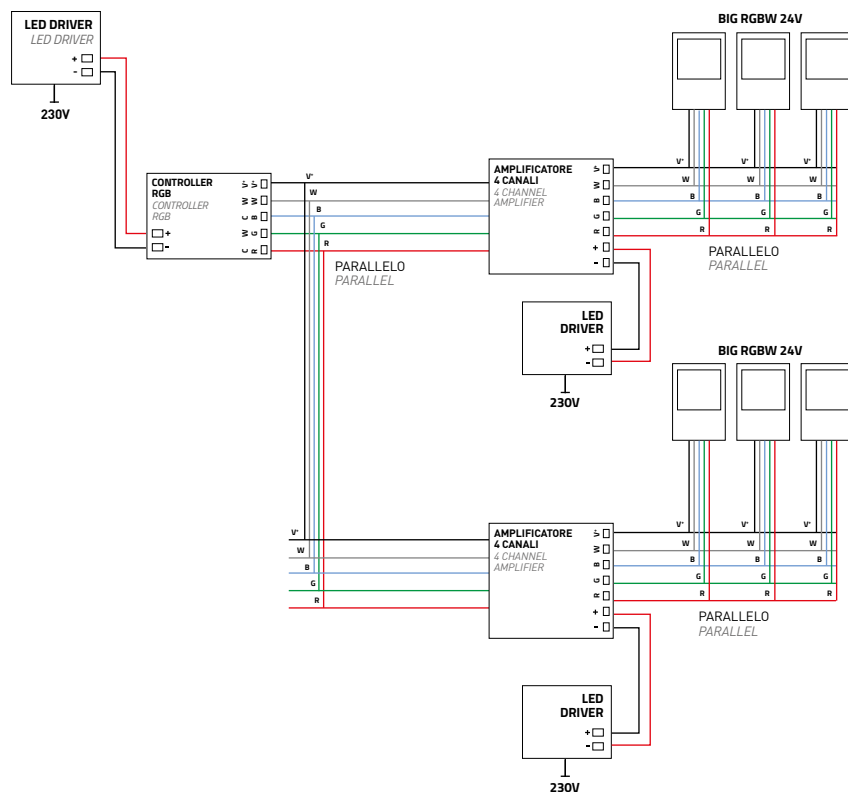 LED DRIVER
LED DRIVER
+
-
230V
CONTROLLER
RGB
CONTROLLER
RGB
+
-
V+ V+
W W
C B
W G
C R
V+
W
B
G
R
PARALLELO
PARALLEL
AMPLIFICATORE
4 CANALI
4 CHANNEL
AMPLIFIER
V+
W
B
G
R
+
-
LED
DRIVER
+
-
230V
BIG RGBW 24V
V+ V+ V+
W W W
B B B
G G G
R R R
PARALLELO
PARALLEL
V+
W
B
G
R
AMPLIFICATORE
4 CANALI
4 CHANNEL
AMPLIFIER
V+
W
B
G
R
+
-
LED
DRIVER
+
-
230V
BIG RGBW 24V
V+ V+ V+
W W W
B B B
G G G
R R R
PARALLELO
PARALLEL